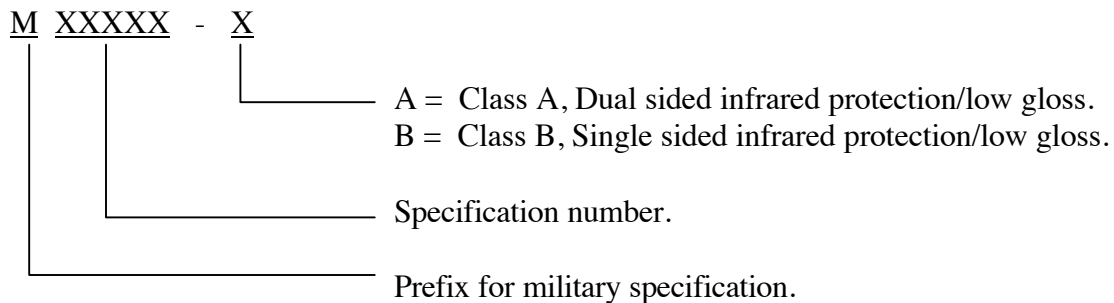 M XXXXX - X
A = Class A, Dual sided infrared protection/low gloss.
B = Class B, Single sided infrared protection/low gloss.
Specification number.
Prefix for military specification.